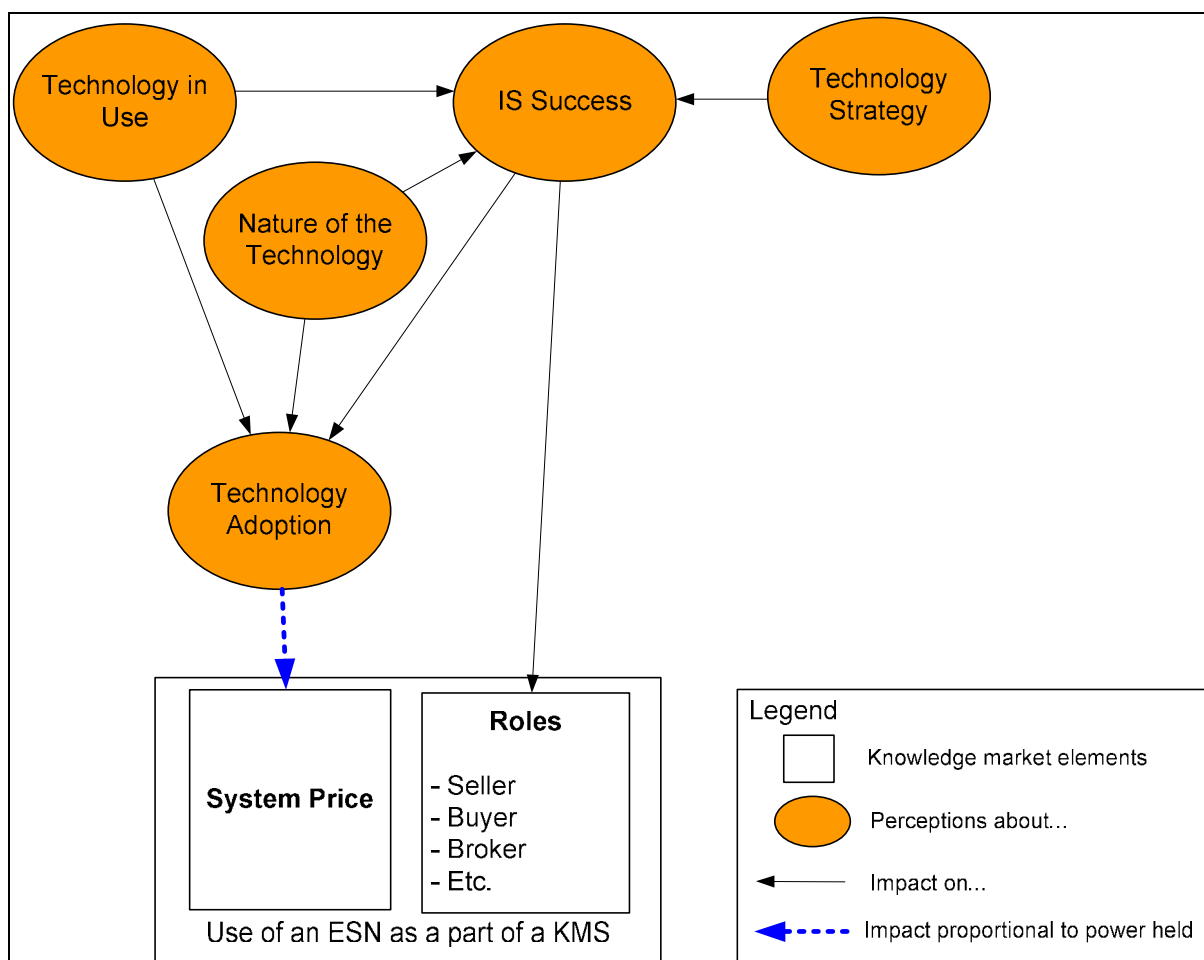 Technology in
Use
IS Success
Technology
Strategy
Nature of the
Technology
Technology
Adoption
System Price
Roles
- Seller
- Buyer
- Broker
- Etc.
Use of an ESN as a part of a KMS
Legend
Knowledge market elements
Perceptions about...
Impact on...
Impact proportional to power held